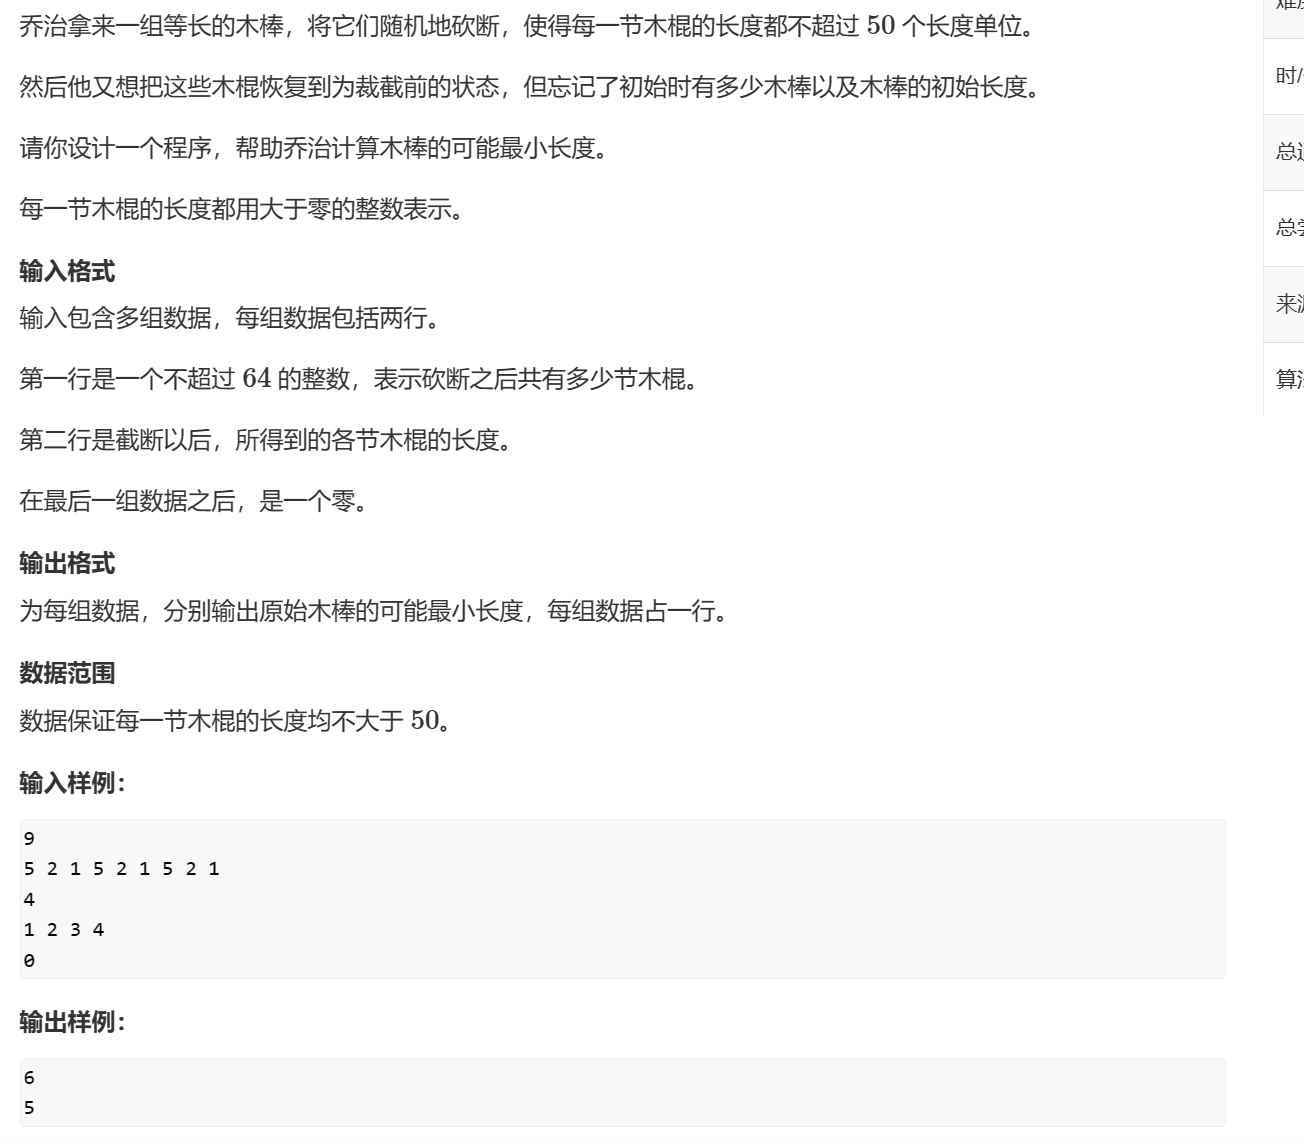 乔治拿来一组等长的木棒，将它们随机地砍断，使得每一节木棍的长度都不超过 50 个长度单位。
然后他又想把这些木棍恢复到为裁截前的状态，但忘记了初始时有多少木棒以及木棒的初始长度。
请你设计一个程序，帮助乔治计算木棒的可能最小长度。
每一节木棍的长度都用大于零的整数表示。
输入格式
输入包含多组数据，每组数据包括两行。
第一行是一个不超过 64 的整数，表示砍断之后共有多少节木棍。
第二行是截断以后，所得到的各节木棍的长度。
在最后一组数据之后，是一个零。
输出格式
为每组数据，分别输出原始木棒的可能最小长度，每组数据占一行。
数据范围
数据保证每一节木棍的长度均不大于 50。
输入样例：
9
5 2 1 5 2 1 5 2 1
4
1 2 3 4
0
输出样例：
6
5
时/
总
总
来
算